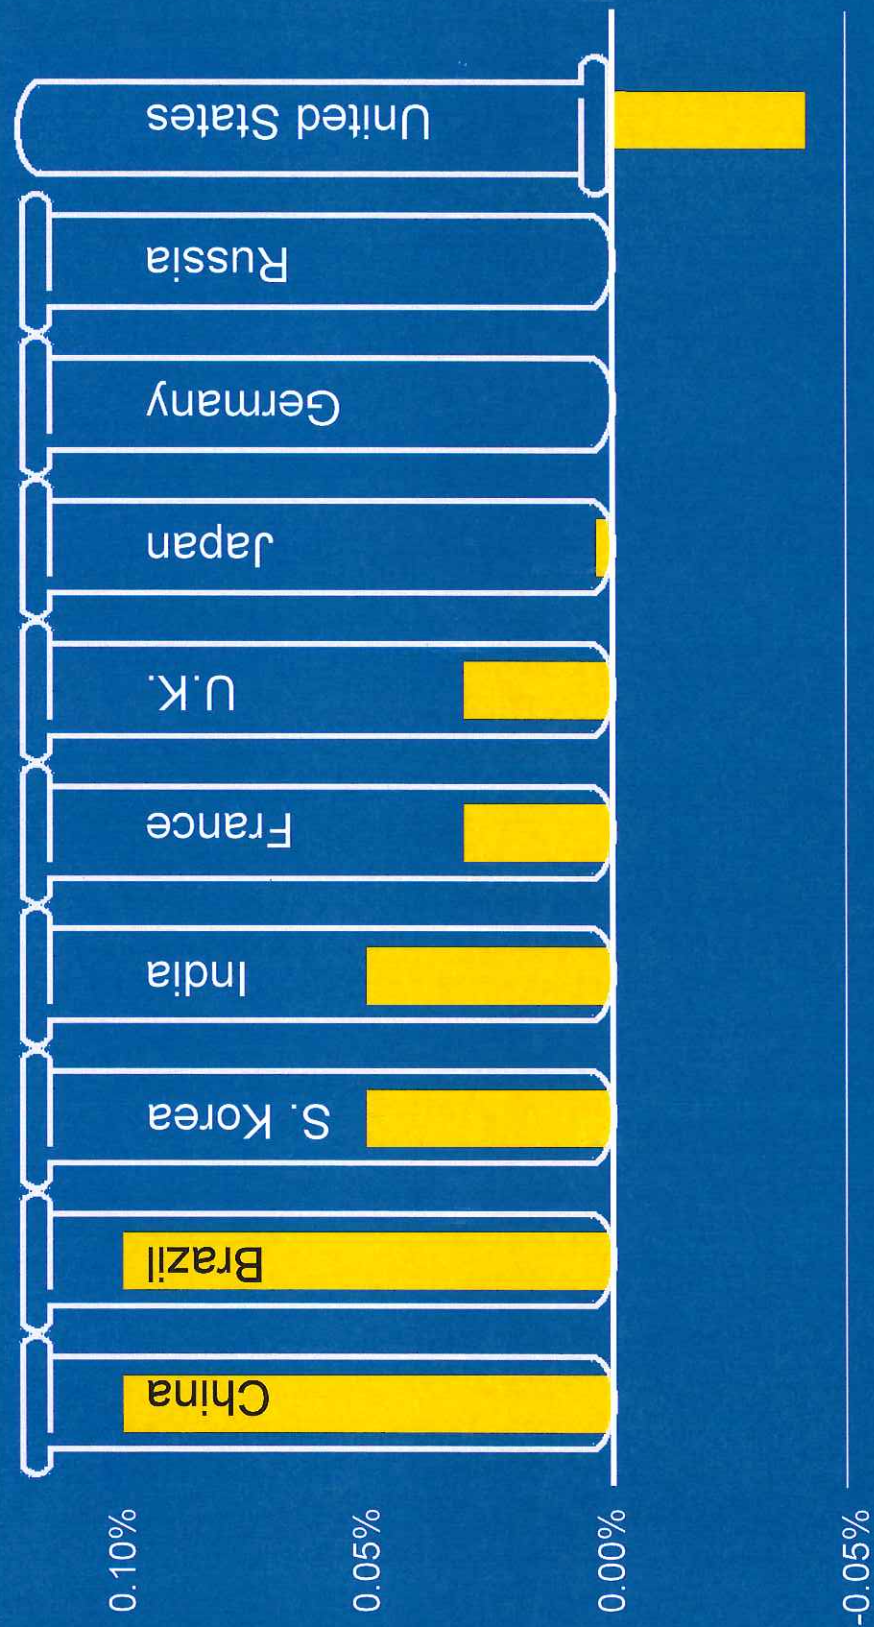 0.10%
0.05%
0.00%
-0.05%
China
Brazil
S. Korea
India
France
U.K.
Japan
Germany
Russia
United States